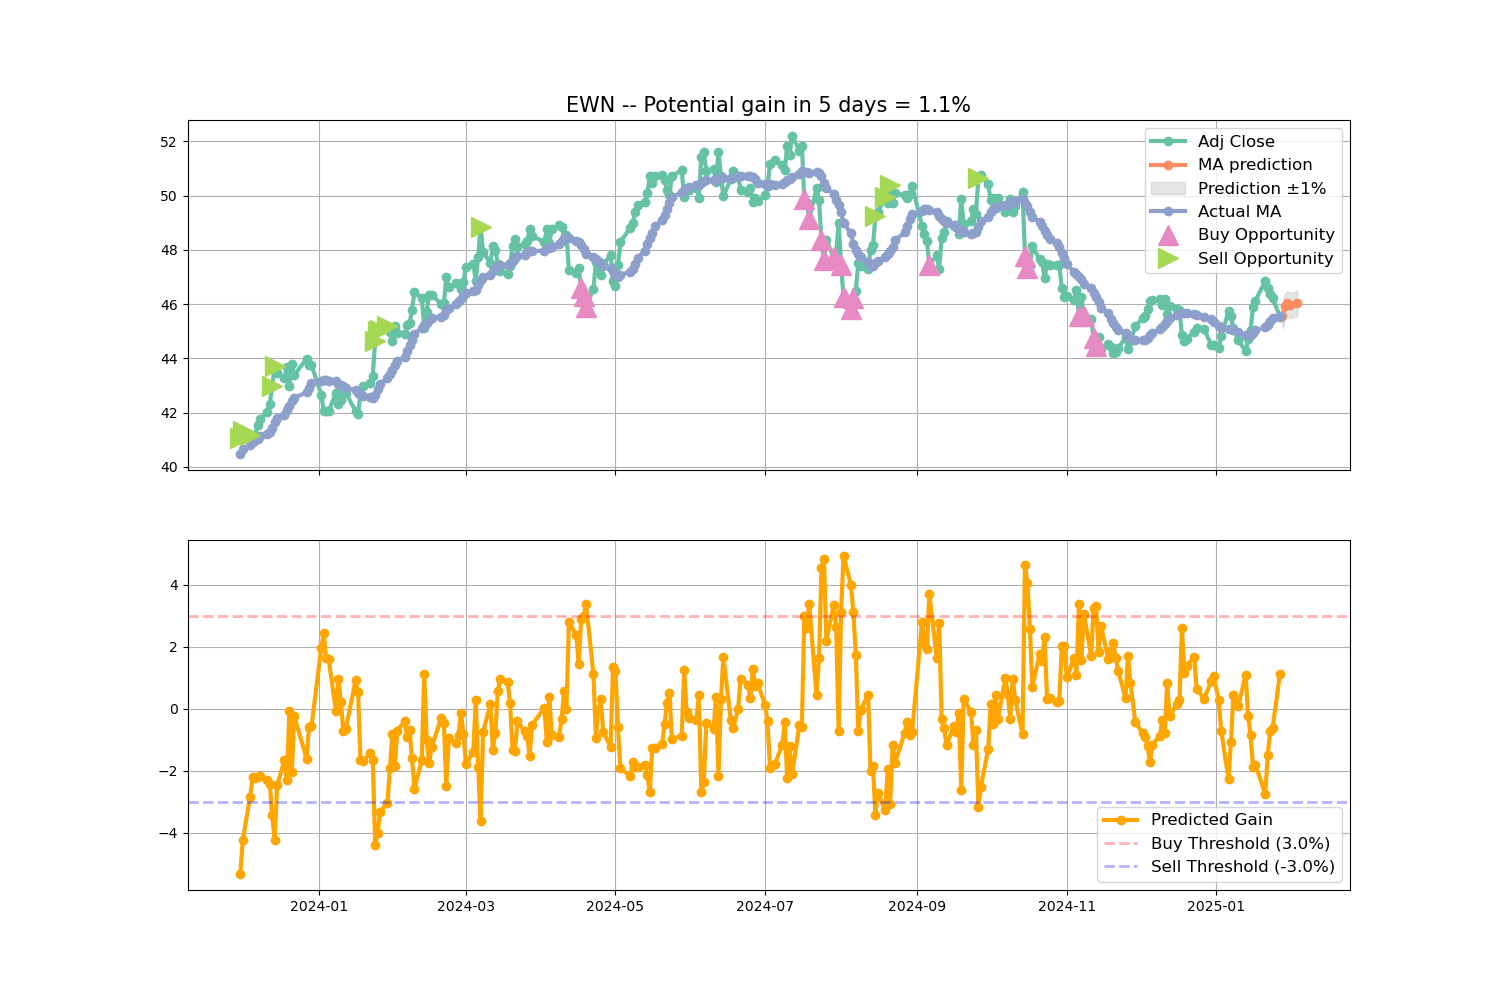 EWN -- Potential gain in 5 days = 1.1%
52
50
48
46
44
42
40
Adj Close
MA prediction
Prediction ±1%
Actual MA
Buy Opportunity
Sell Opportunity
4
2
0
−2
−4
Predicted Gain
Buy Threshold (3.0%)
Sell Threshold (-3.0%)
2024-01
2024-03
2024-05
2024-07
2024-09
2024-11
2025-01